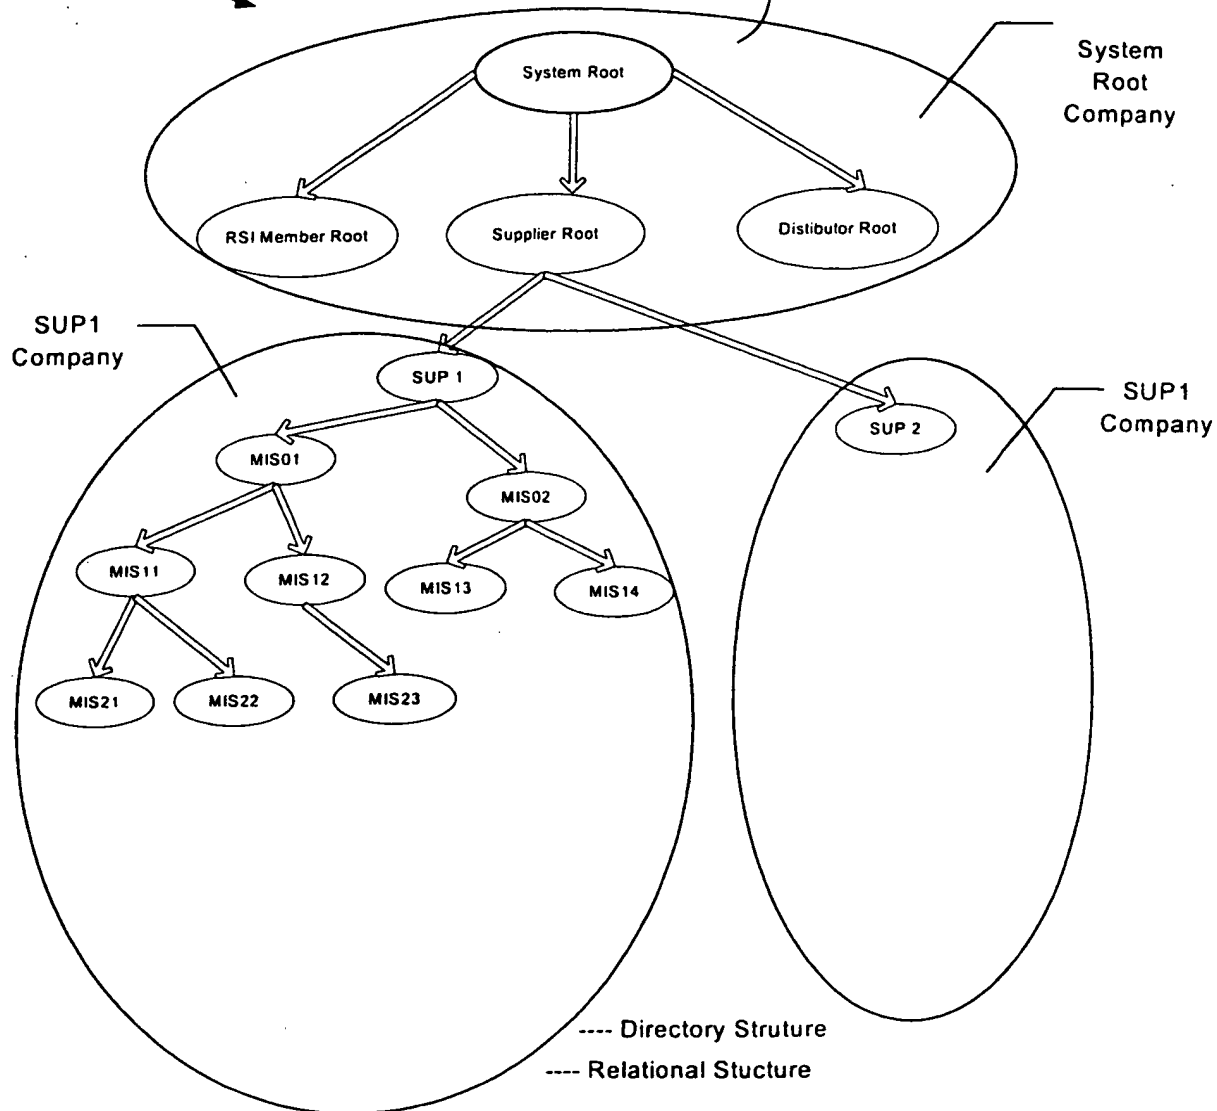 System Root
System
Root
Company
RSI Member Root
Supplier Root
Distibutor Root
SUP1
Company
SUP 1
SUP1
Company
SUP 2
MIS01
MIS02
MIS11
MIS12
MIS13
MIS14
MIS21
MIS22
MIS23
---- Directory Struture
---- Relational Stucture